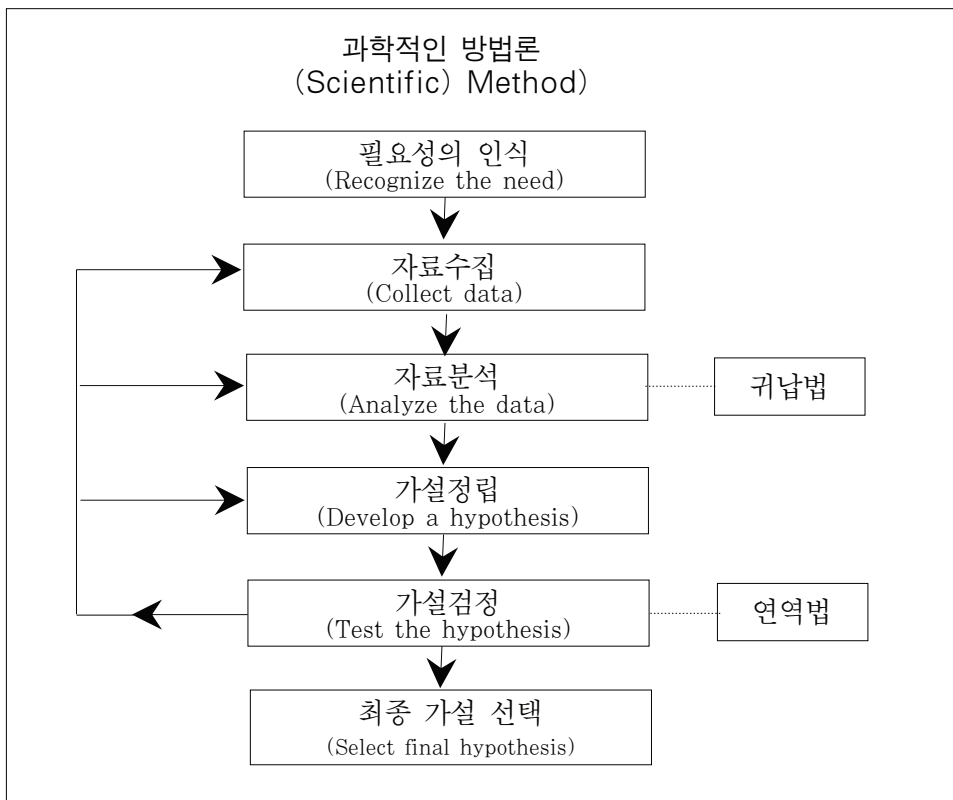 과학적인 방법론
(Scientific) Method)
필요성의 인식
(Recognize the need)
자료수집
(Collect data)
자료분석
(Analyze the data)
귀납법
가설정립
(Develop a hypothesis)
가설검정
(Test the hypothesis)
연역법
최종 가설 선택
(Select final hypothesis)